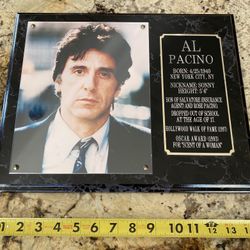 AL
PACINO
BORN: 4/25/1940
NEW YORK CITY, NY
NICKNAME: SONNY
HEIGHT: 5'6"
SON OF SALVATORE INSURANCE
AGENT AND ROSE PACINO
DROPPED OUT OF SCHOOL
AT THE AGE OF 17.
HOLLYWOOD WALK OF FAME (1997)
OSCAR AWARD (1992)
FOR "SCENT OF A WOMAN"
1 2 3 4 5 6 7 8 9 10 11 12 13